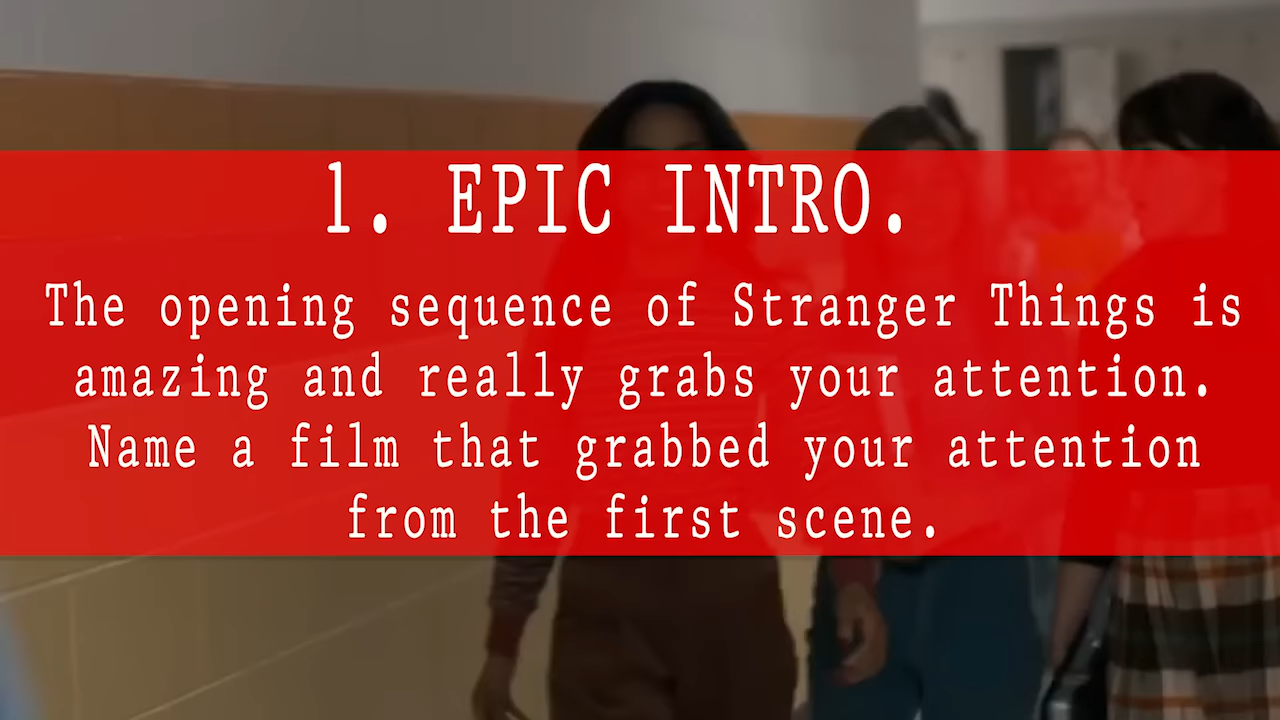 1. EPIC INTRO.
The opening sequence of Stranger Things is
amazing and really grabs your attention.
Name a film that grabbed your attention
from the first scene.